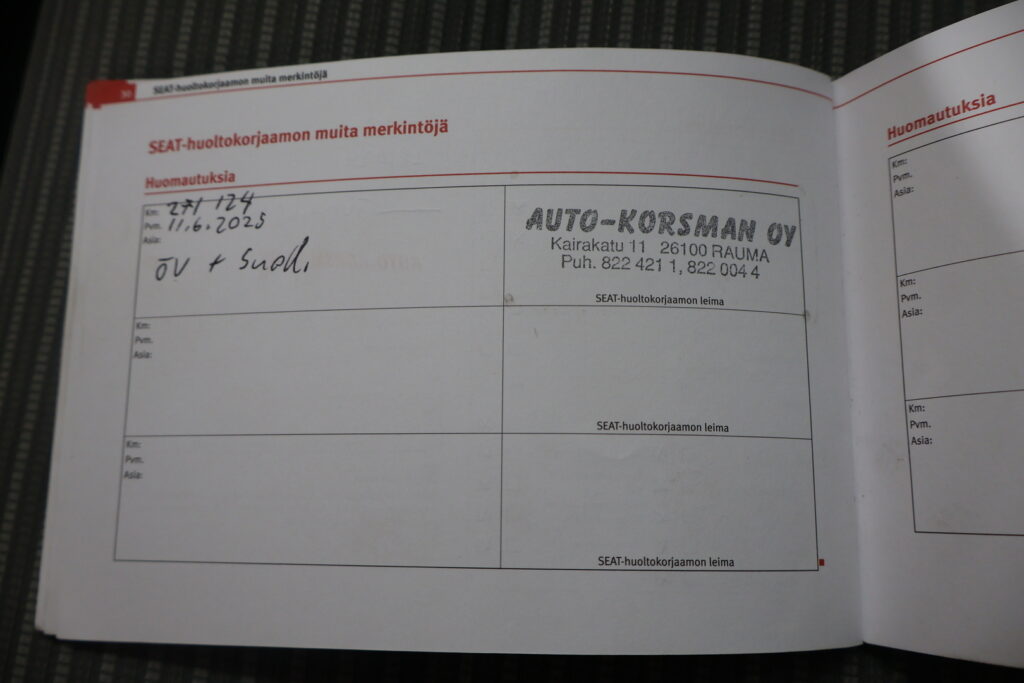 30 SEAT-huoltokorjaamon muita merkintöjä
SEAT-huoltokorjaamon muita merkintöjä
Huomautuksia
Km: 271 124
Pvm. 11.6.2025
Asia:
ÖV + Suod.
AUTO-KORSMAN OY
Kairakatu 11 26100 RAUMA
Puh. 822 421 1, 822 004 4
SEAT-huoltokorjaamon leima
Km:
Pvm.
Asia:
SEAT-huoltokorjaamon leima
Km:
Pvm.
Asia:
SEAT-huoltokorjaamon leima
Huomautuksia
Km:
Pvm.
Asia:
Km:
Pvm.
Asia:
Km:
Pvm.
Asia: